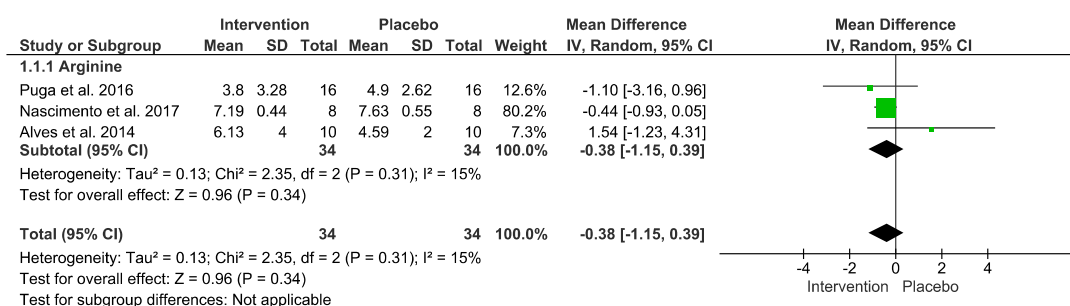 Intervention Placebo Mean Difference Mean Difference
Study or Subgroup Mean SD Total Mean SD Total Weight IV, Random, 95% CI IV, Random, 95% CI
1.1.1 Arginine
Puga et al. 2016 3.8 3.28 16 4.9 2.62 16 12.6% -1.10 [-3.16, 0.96]
Nascimento et al. 2017 7.19 0.44 8 7.63 0.55 8 80.2% -0.44 [-0.93, 0.05]
Alves et al. 2014 6.13 4 10 4.59 2 10 7.3% 1.54 [-1.23, 4.31]
Subtotal (95% CI) 34 34 100.0% -0.38 [-1.15, 0.39]
Heterogeneity: Tau² = 0.13; Chi² = 2.35, df = 2 (P = 0.31); I² = 15%
Test for overall effect: Z = 0.96 (P = 0.34)
Total (95% CI) 34 34 100.0% -0.38 [-1.15, 0.39]
Heterogeneity: Tau² = 0.13; Chi² = 2.35, df = 2 (P = 0.31); I² = 15%
Test for overall effect: Z = 0.96 (P = 0.34)
Test for subgroup differences: Not applicable
-4 -2 0 2 4
Intervention Placebo